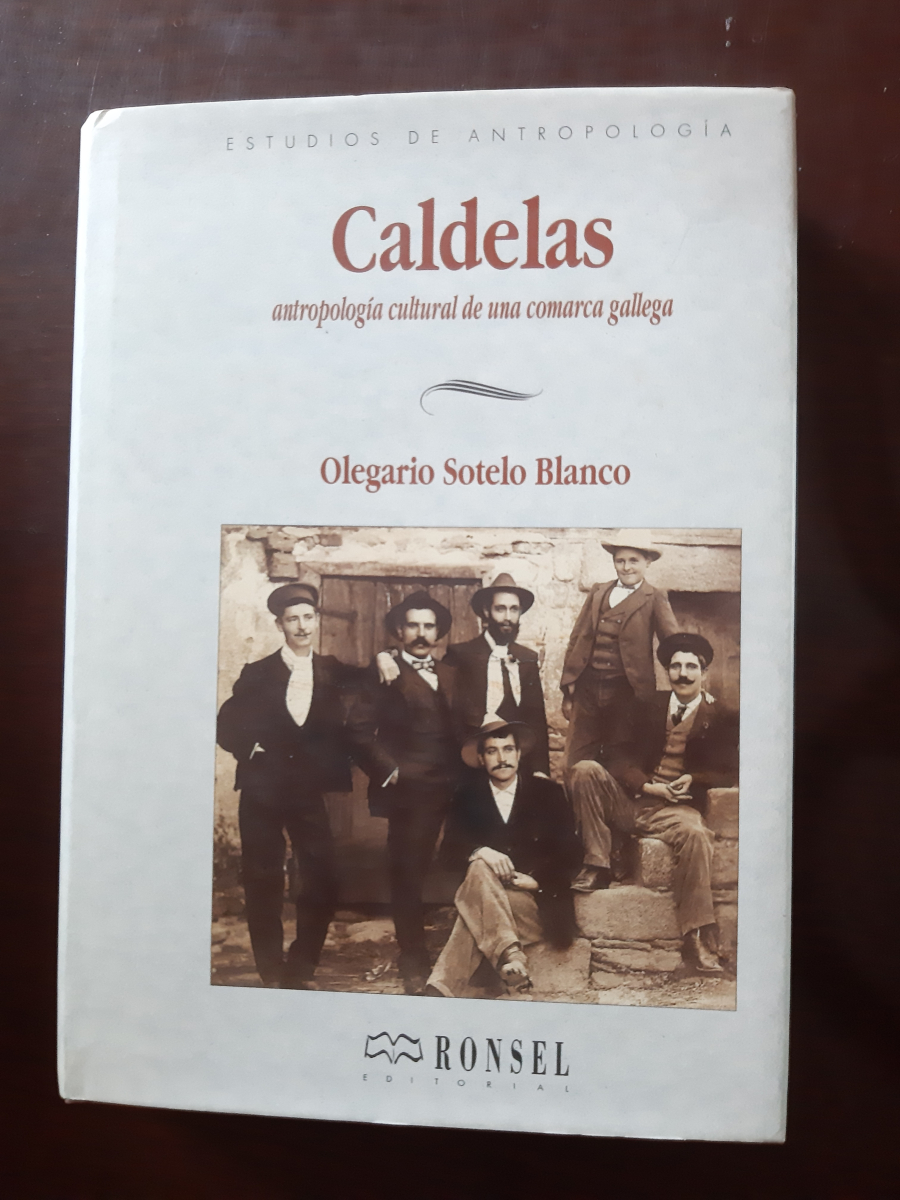 ESTUDIOS DE ANTROPOLOGÍA
Caldelas
antropología cultural de una comarca gallega
Olegario Sotelo Blanco
RONSEL
EDITORIAL